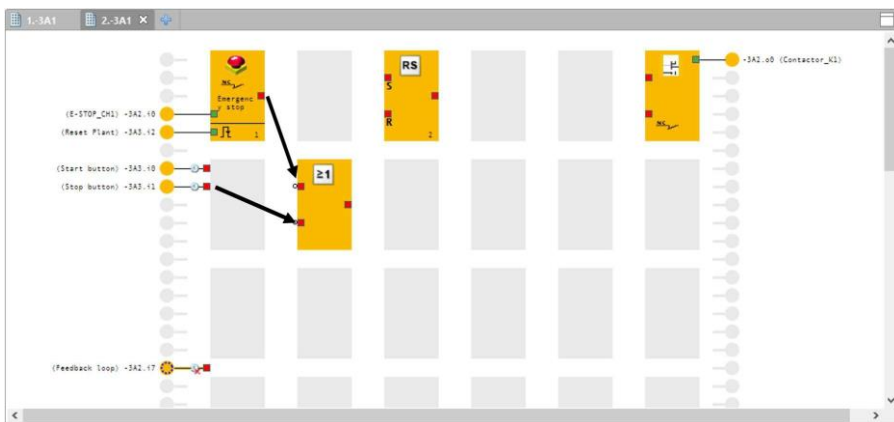 1.-3A1 2.-3A1
-3A2.o0 (Contactor_K1)
RS
S
R
2
Emergenc
y stop
1
(E-STOP_CH1) -3A2.i0
(Reset Plant) -3A3.i2
(Start button) -3A3.i0
(Stop button) -3A3.i1
≥1
(Feedback loop) -3A2.i7